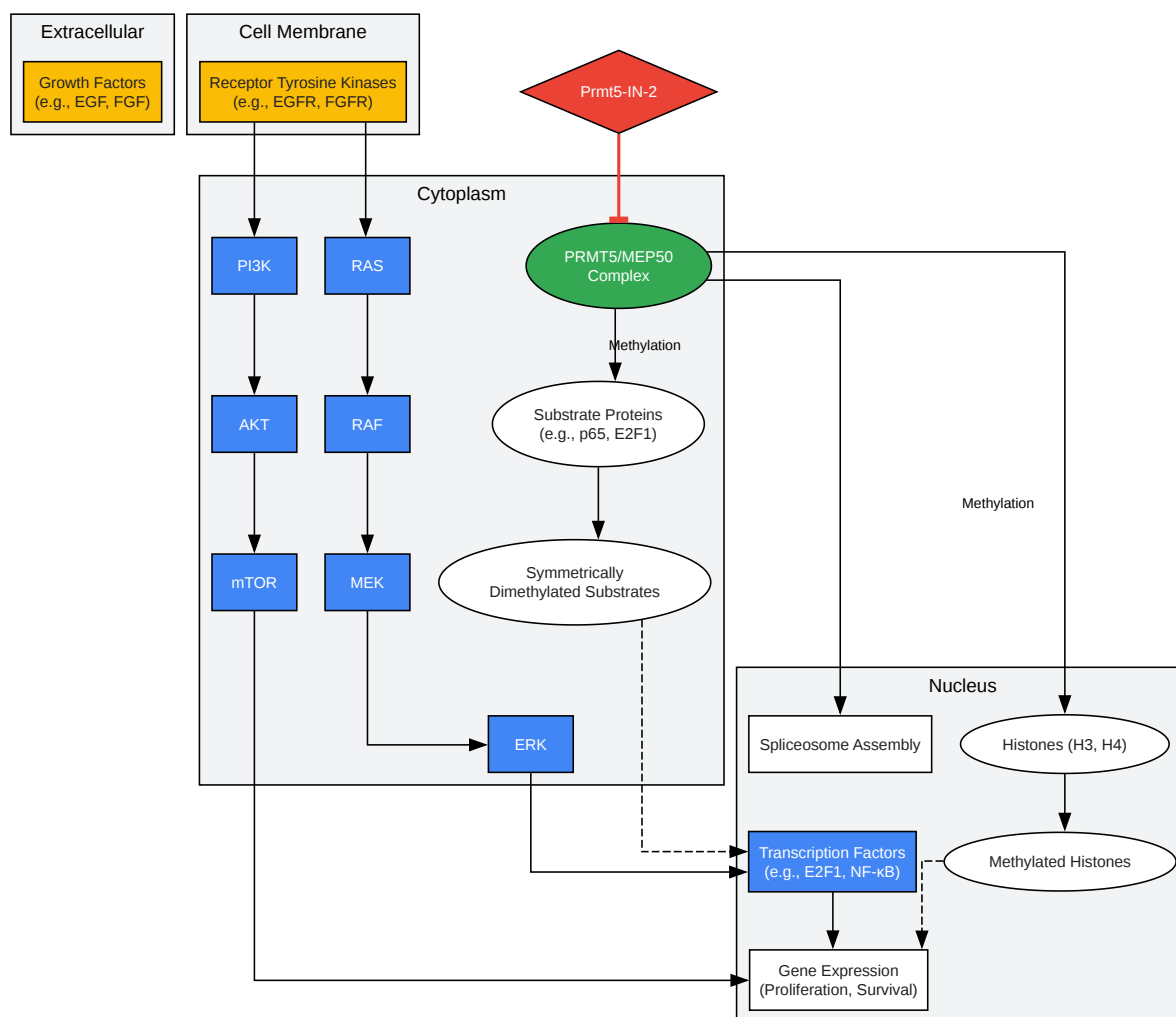 Extracellular
Cell Membrane
Growth Factors
(e.g., EGF, FGF)
Receptor Tyrosine Kinases
(e.g., EGFR, FGFR)
Prmt5-IN-2
Cytoplasm
PI3K
RAS
PRMT5/MEP50
Complex
Methylation
AKT
RAF
Substrate Proteins
(e.g., p65, E2F1)
Methylation
mTOR
MEK
Symmetrically
Dimethylated Substrates
Nucleus
ERK
Spliceosome Assembly
Histones (H3, H4)
Transcription Factors
(e.g., E2F1, NF-κB)
Methylated Histones
Gene Expression
(Proliferation, Survival)